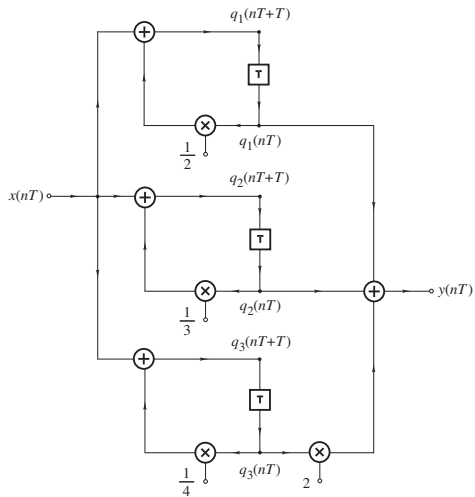 q₁(nT+T)
T
q₁(nT)
1/2
x(nT)
q₂(nT+T)
T
y(nT)
q₂(nT)
1/3
q₃(nT+T)
T
q₃(nT)
1/4
2